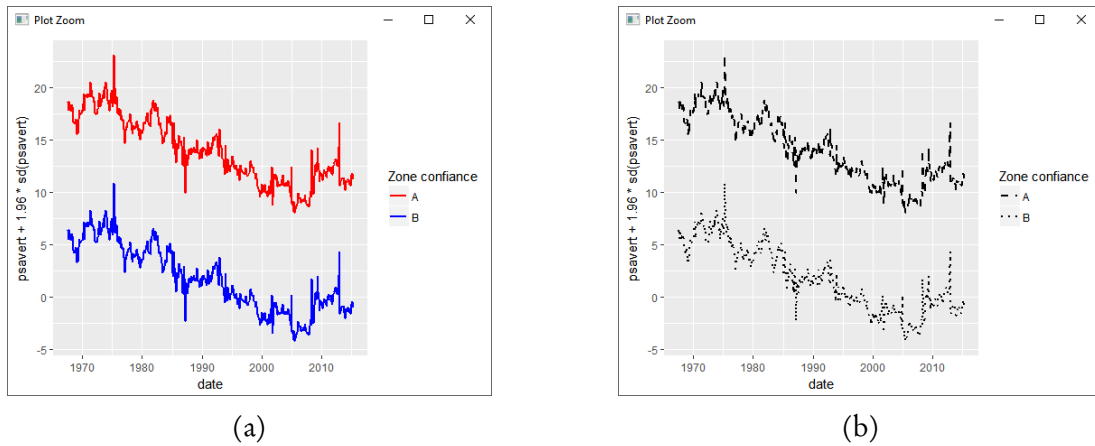 Plot Zoom
psavert + 1.96 * sd(psavert)
20
15
10
5
0
-5
1970 1980 1990 2000 2010
date
Zone confiance
A
B
(a)
Plot Zoom
psavert + 1.96 * sd(psavert)
20
15
10
5
0
-5
1970 1980 1990 2000 2010
date
Zone confiance
A
B
(b)